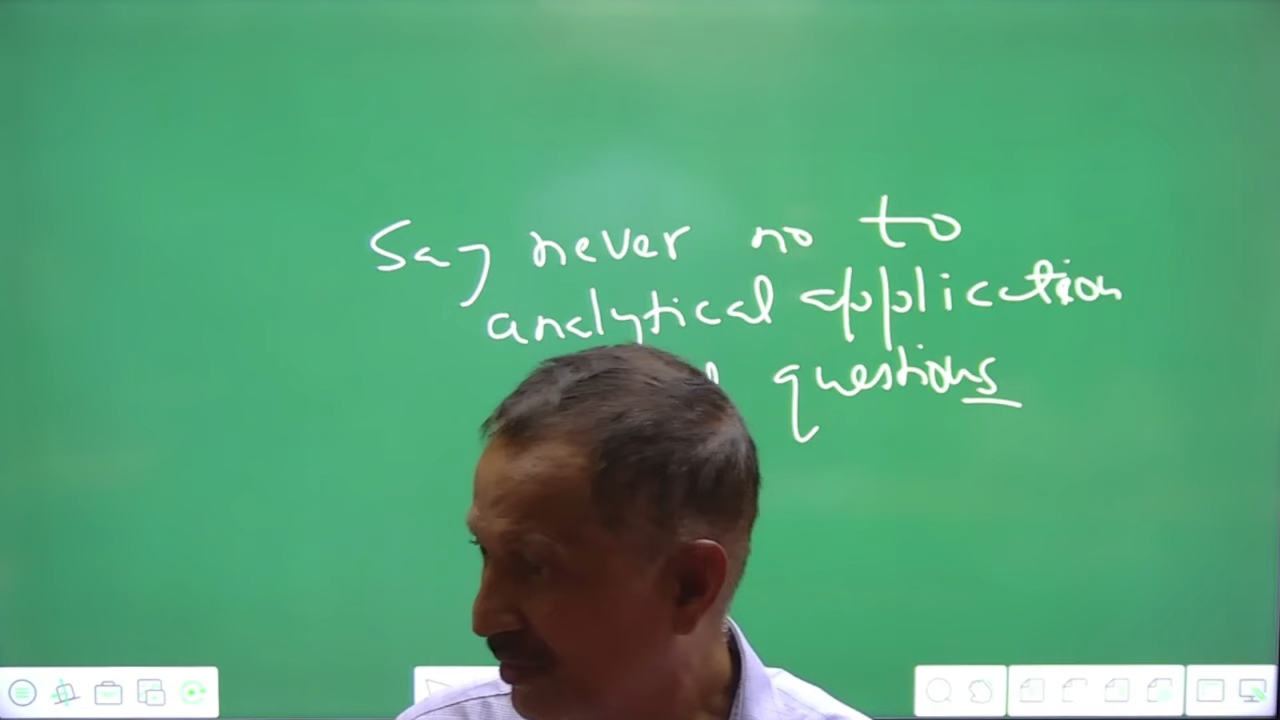 Say never no to
analytical application
questions